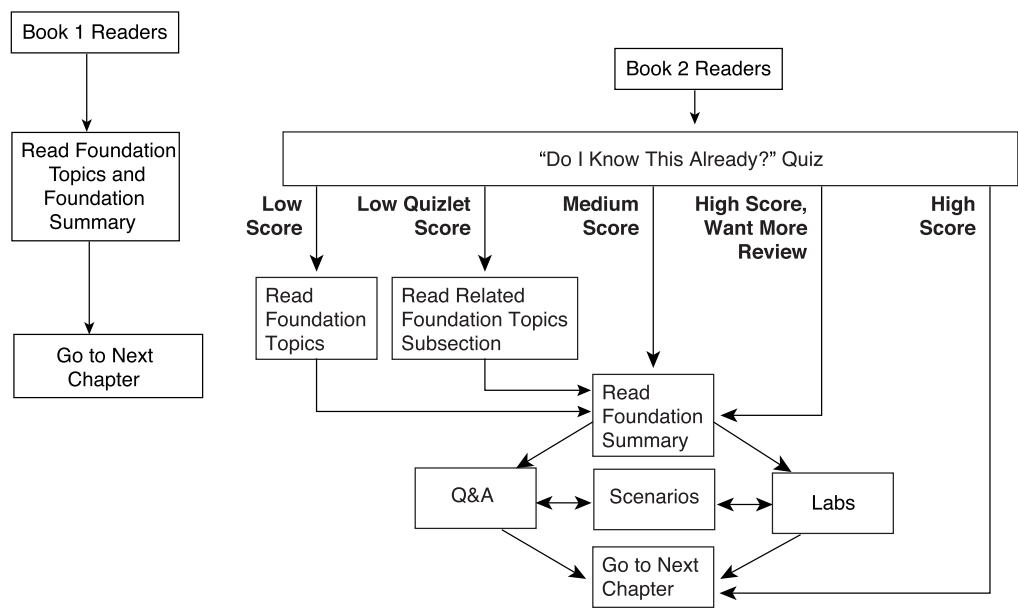 Book 1 Readers
Read Foundation
Topics and
Foundation
Summary
Go to Next
Chapter
Book 2 Readers
“Do I Know This Already?” Quiz
Low
Score
Low Quizlet
Score
Medium
Score
High Score,
Want More
Review
High
Score
Read
Foundation
Topics
Read Related
Foundation Topics
Subsection
Read
Foundation
Summary
Q&A
Scenarios
Labs
Go to Next
Chapter